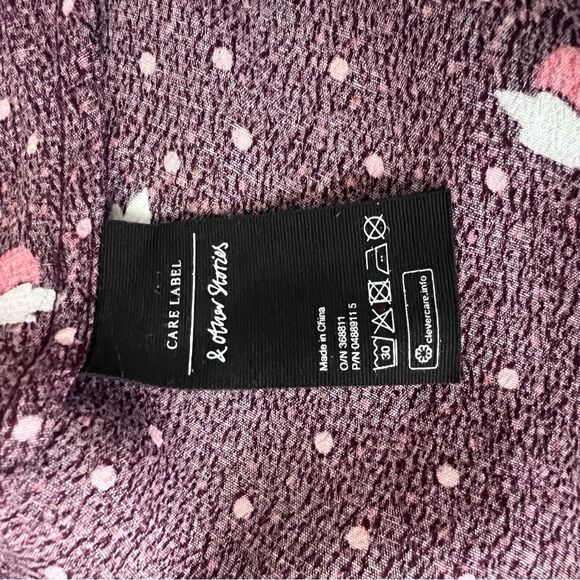 CARE LABEL
& other Stories
Made in China
O/N 368811
P/N 0488911 5
30
clevercare.info